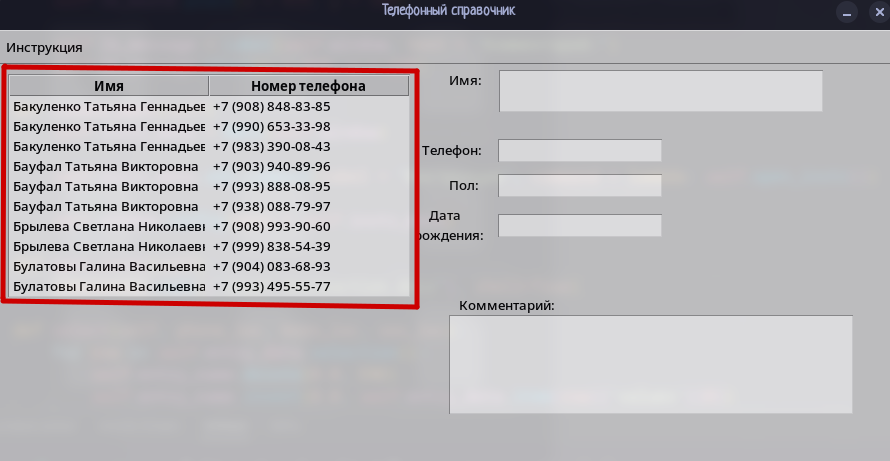 Телефонный справочник
Инструкция
Имя Номер телефона
Бакуленко Татьяна Геннадьев +7 (908) 848-83-85
Бакуленко Татьяна Геннадьев +7 (990) 653-33-98
Бакуленко Татьяна Геннадьев +7 (983) 390-08-43
Бауфал Татьяна Викторовна +7 (903) 940-89-96
Бауфал Татьяна Викторовна +7 (993) 888-08-95
Бауфал Татьяна Викторовна +7 (938) 088-79-97
Брылева Светлана Николаевн +7 (908) 993-90-60
Брылева Светлана Николаевн +7 (999) 838-54-39
Булатовы Галина Васильевна +7 (904) 083-68-93
Булатовы Галина Васильевна +7 (993) 495-55-77
Имя:
Телефон:
Пол:
Дата
рождения:
Комментарий: